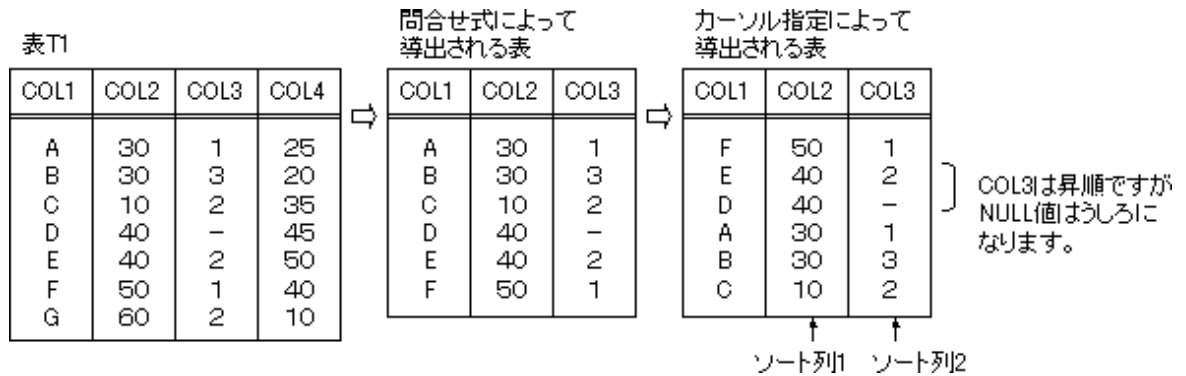 表T1
COL1 COL2 COL3 COL4
A 30 1 25
B 30 3 20
C 10 2 35
D 40 − 45
E 40 2 50
F 50 1 40
G 60 2 10
問合せ式によって
導出される表
COL1 COL2 COL3
A 30 1
B 30 3
C 10 2
D 40 −
E 40 2
F 50 1
カーソル指定によって
導出される表
COL1 COL2 COL3
F 50 1
E 40 2
D 40 −
A 30 1
B 30 3
C 10 2
COL3は昇順ですが
NULL値はうしろに
なります。
ソート列1 ソート列2